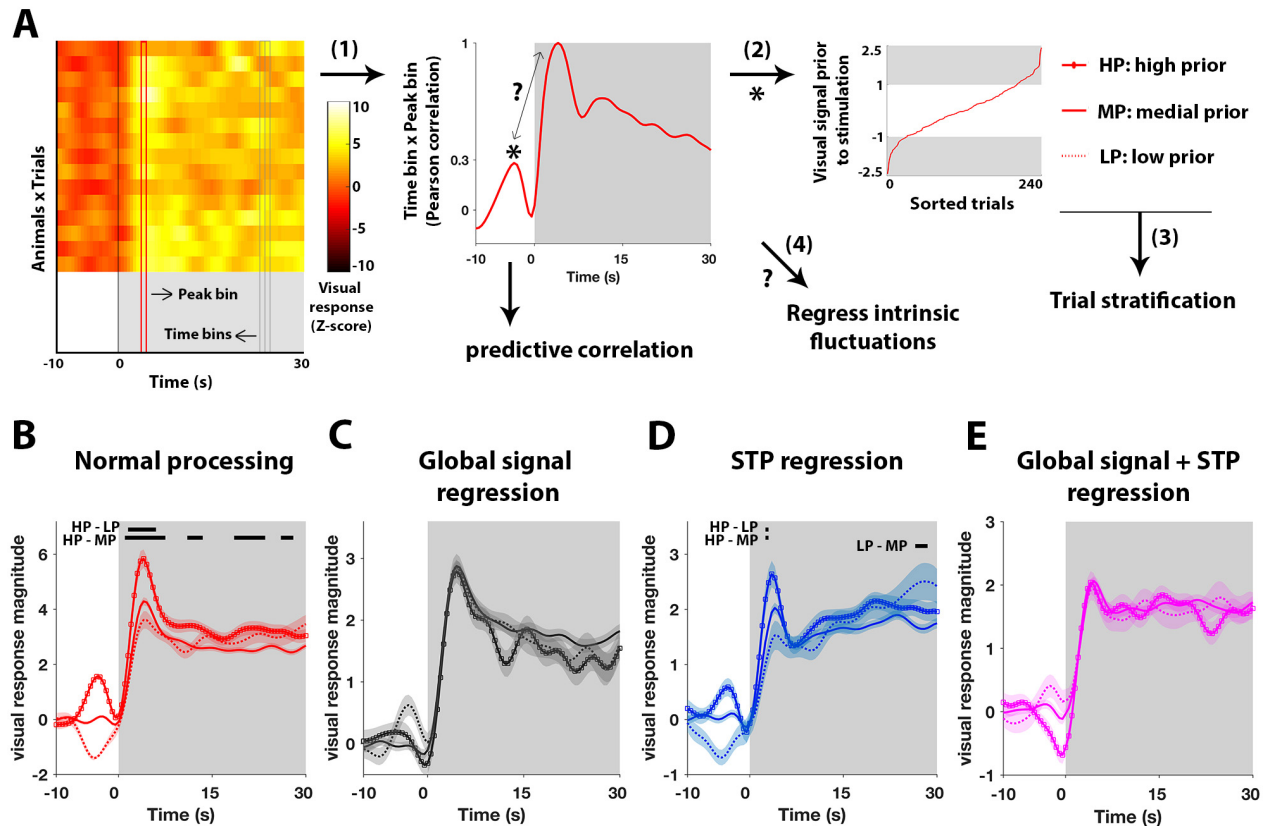 A
(1)
(2)
*
Animals x Trials
10
5
0
-5
-10
Visual
response
(Z-score)
Peak bin
Time bins
-10
0
30
Time (s)
Time bin x Peak bin
(Pearson correlation)
1
0.3
0
?
*
-10
0
15
30
Time (s)
predictive correlation
Visual signal prior
to stimulation
2.5
1
-1
-2.5
0
240
Sorted trials
HP: high prior
MP: medial prior
LP: low prior
(3)
Trial stratification
(4)
?
Regress intrinsic
fluctuations
B
Normal processing
HP - LP
HP - MP
visual response magnitude
6
4
2
0
-2
-10
0
15
30
Time (s)
C
Global signal
regression
visual response magnitude
3
2
1
0
-10
0
15
30
Time (s)
D
STP regression
HP - LP
HP - MP
LP - MP
visual response magnitude
3
2
1
0
-1
-10
0
15
30
Time (s)
E
Global signal + STP
regression
visual response magnitude
3
2
1
0
-1
-10
0
15
30
Time (s)